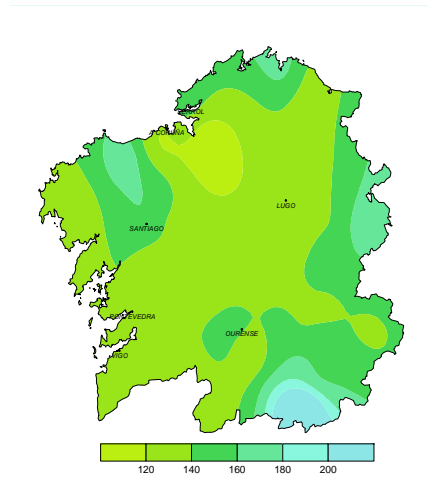 FERROL
A CORUÑA
LUGO
SANTIAGO
PONTEVEDRA
OURENSE
VIGO
120 140 160 180 200